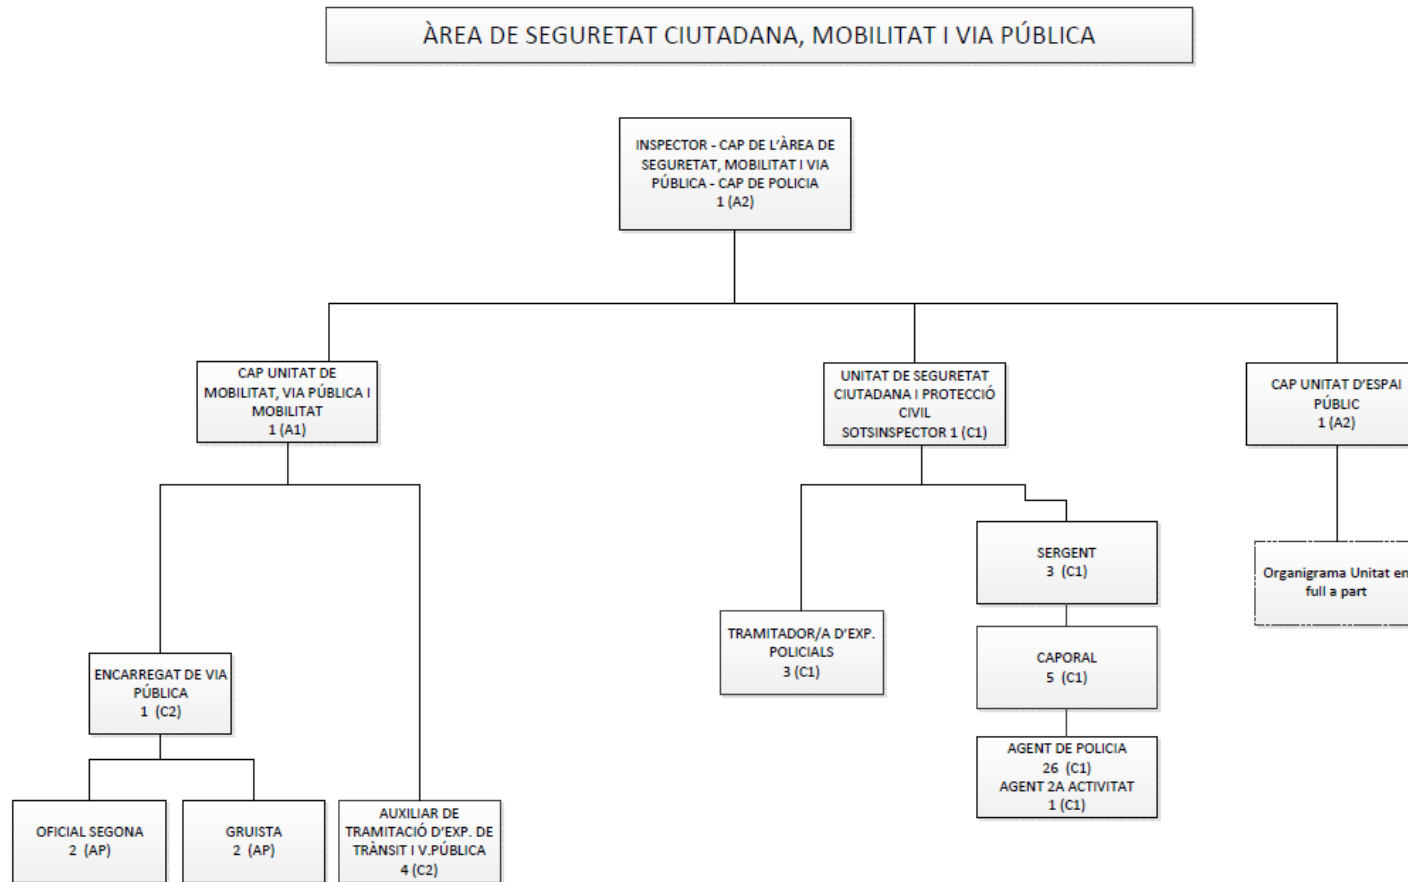 ÀREA DE SEGURETAT CIUTADANA, MOBILITAT I VIA PÚBLICA
INSPECTOR - CAP DE L'ÀREA DE
SEGURETAT, MOBILITAT I VIA
PÚBLICA - CAP DE POLICIA
1 (A2)
CAP UNITAT DE
MOBILITAT, VIA PÚBLICA I
MOBILITAT
1 (A1)
UNITAT DE SEGURETAT
CIUTADANA I PROTECCIÓ
CIVIL
SOTSINSPECTOR 1 (C1)
CAP UNITAT D'ESPAI
PÚBLIC
1 (A2)
SERGENT
3 (C1)
Organigrama Unitat en
full a part
TRAMITADOR/A D'EXP.
POLICIALS
3 (C1)
CAPORAL
5 (C1)
ENCARREGAT DE VIA
PÚBLICA
1 (C2)
AGENT DE POLICIA
26 (C1)
AGENT 2A ACTIVITAT
1 (C1)
OFICIAL SEGONA
2 (AP)
GRUISTA
2 (AP)
AUXILIAR DE
TRAMITACIÓ D'EXP. DE
TRÀNSIT I V.PÚBLICA
4 (C2)